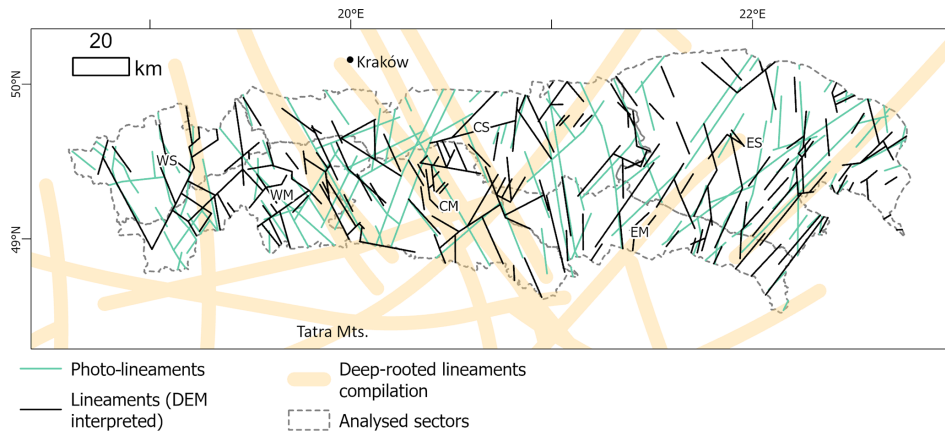 20°E
22°E
20
km
Kraków
50°N
CS
WS
ES
WM
CM
EM
49°N
Tatra Mts.
Photo-lineaments
Lineaments (DEM
interpreted)
Deep-rooted lineaments
compilation
Analysed sectors